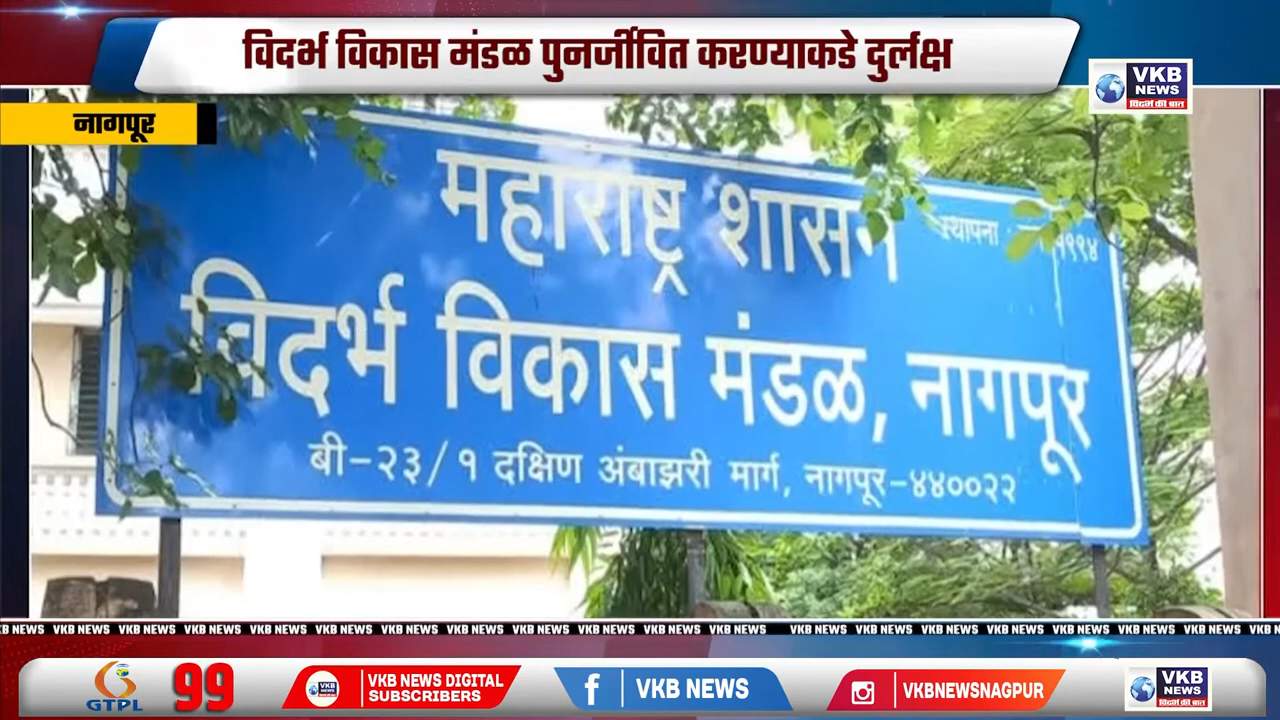 विदर्भ विकास मंडळ पुनर्जीवित करण्याकडे दुर्लक्ष
VKB
NEWS
विदर्भ की बात
नागपूर
महाराष्ट्र शासन
स्थापना
१९९४
विदर्भ विकास मंडळ, नागपूर
बी-२३/१ दक्षिण अंबाझरी मार्ग, नागपूर-४४००२२
VKB NEWS VKB NEWS VKB NEWS VKB NEWS VKB NEWS VKB NEWS VKB NEWS VKB NEWS VKB NEWS VKB NEWS VKB NEWS VKB NEWS VKB NEWS VKB NEWS VKB NEWS VKB NEWS VKB NEWS VKB NEWS VKB NEWS
GTPL
99
VKB NEWS DIGITAL
SUBSCRIBERS
VKB NEWS
VKBNEWSNAGPUR
VKB
NEWS
विदर्भ की बात